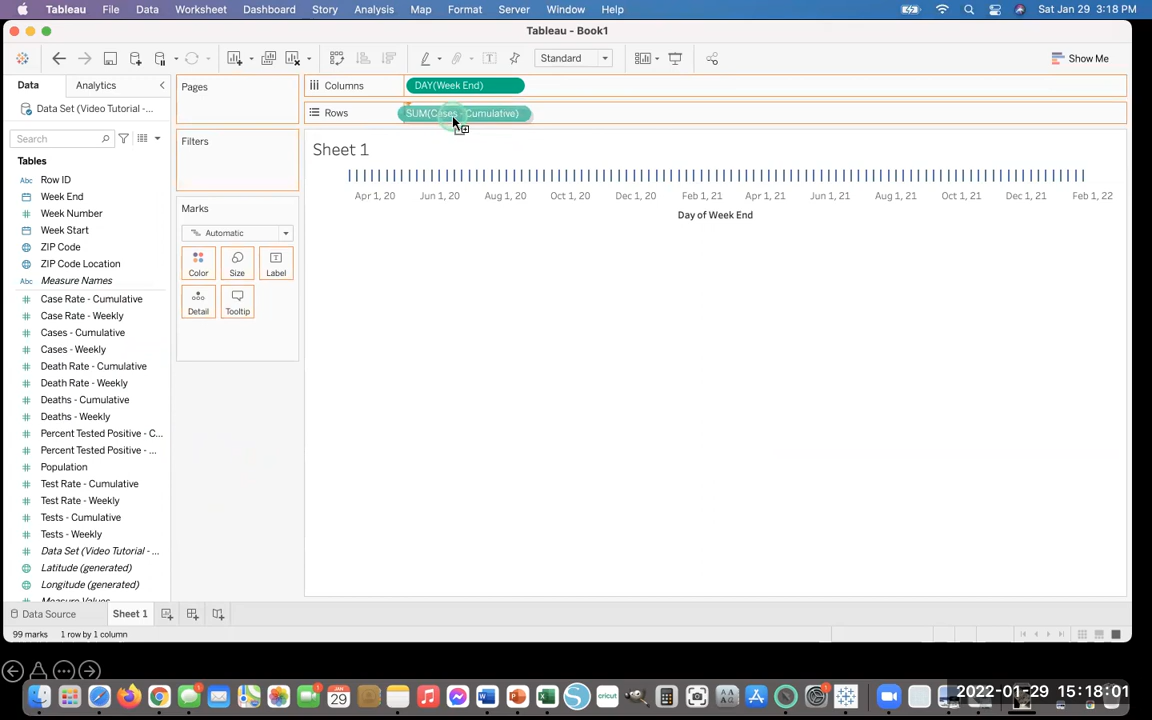 Tableau File Data Worksheet Dashboard Story Analysis Map Format Server Window Help Sat Jan 29 3:18 PM
Tableau - Book1
Standard Show Me
Data Analytics
Data Set (Video Tutorial -...
Search
Tables
Row ID
Week End
Week Number
Week Start
ZIP Code
ZIP Code Location
Measure Names
Case Rate - Cumulative
Case Rate - Weekly
Cases - Cumulative
Cases - Weekly
Death Rate - Cumulative
Death Rate - Weekly
Deaths - Cumulative
Deaths - Weekly
Percent Tested Positive - C...
Percent Tested Positive - ...
Population
Test Rate - Cumulative
Test Rate - Weekly
Tests - Cumulative
Tests - Weekly
Data Set (Video Tutorial - ...
Latitude (generated)
Longitude (generated)
Measure Values
Pages
Filters
Marks
Automatic
Color Size Label
Detail Tooltip
Columns DAY(Week End)
Rows SUM(Cases - Cumulative)
Sheet 1
Apr 1, 20 Jun 1, 20 Aug 1, 20 Oct 1, 20 Dec 1, 20 Feb 1, 21 Apr 1, 21 Jun 1, 21 Aug 1, 21 Oct 1, 21 Dec 1, 21 Feb 1, 22
Day of Week End
Data Source Sheet 1
99 marks 1 row by 1 column
2022-01-29 15:18:01